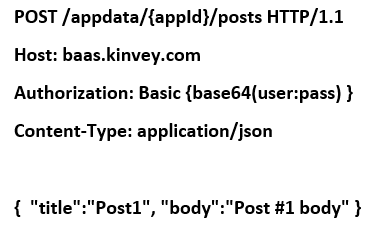 POST /appdata/{appId}/posts HTTP/1.1
Host: baas.kinvey.com
Authorization: Basic {base64(user:pass) }
Content-Type: application/json
{  "title":"Post1", "body":"Post #1 body" }